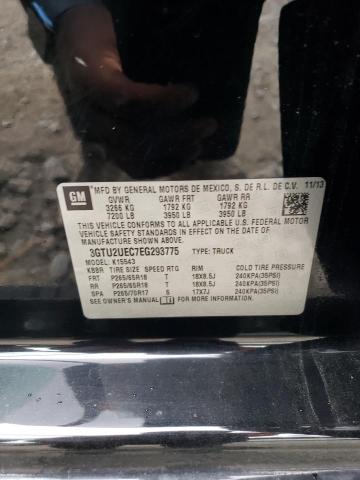 GM
MFD BY GENERAL MOTORS DE MEXICO, S. DE R.L. DE C.V. 11/13
GVWR GAWR FRT GAWR RR
3266 KG 1792 KG 1792 KG
7200 LB 3950 LB 3950 LB
THIS VEHICLE CONFORMS TO ALL APPLICABLE U.S. FEDERAL MOTOR
VEHICLE SAFETY AND THEFT PREVENTION STANDARDS IN EFFECT ON THE
DATE OF MANUFACTURE SHOWN ABOVE.
3GTU2UEC7EG293775 TYPE: TRUCK
MODEL: K15543
KBBR TIRE SIZE SPEED RTG RIM COLD TIRE PRESSURE
FRT P265/65R18 T 18X8.5J 240KPA(35PSI)
RR P265/65R18 T 18X8.5J 240KPA(35PSI)
SPA P265/70R17 S 17X7J 240KPA(35PSI)
SEE OWNER'S MANUAL FOR MORE INFORMATION.